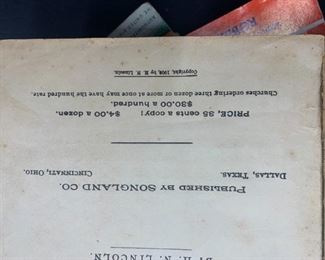 BY H. N. LINCOLN.
PUBLISHED BY SONGLAND CO.
DALLAS, TEXAS. CINCINNATI, OHIO.
PRICE, 35 cents a copy; $4.00 a dozen.
$30.00 a hundred.
Churches ordering three dozen or more at once may have the hundred rate.
Copyright, 1908, by H. N. Lincoln.